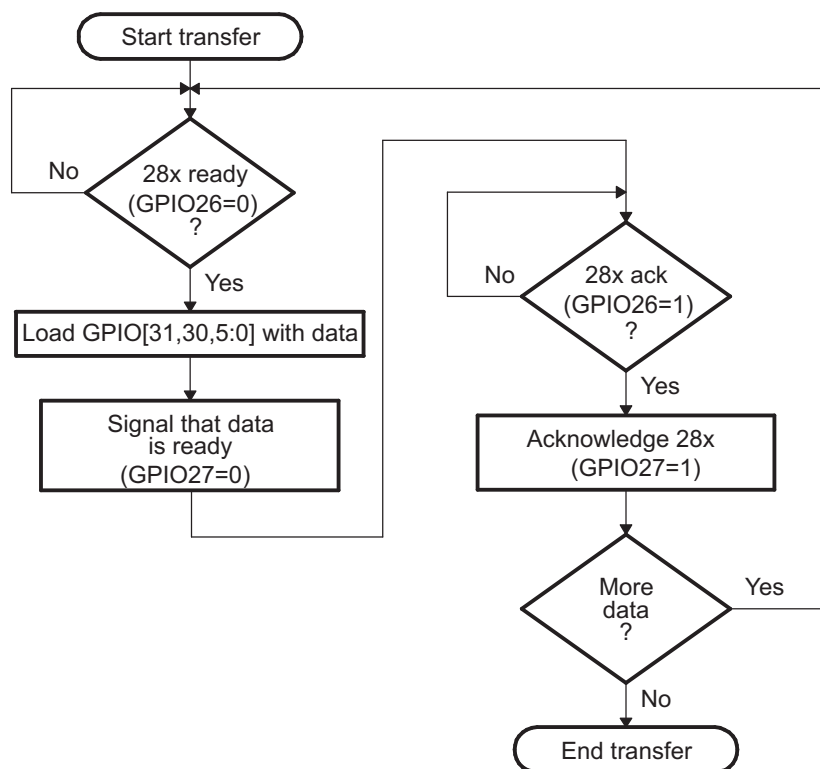 Start transfer
No
28x ready
(GPIO26=0)
?
Yes
Load GPIO[31,30,5:0] with data
Signal that data
is ready
(GPIO27=0)
No
28x ack
(GPIO26=1)
?
Yes
Acknowledge 28x
(GPIO27=1)
More
data
?
Yes
No
End transfer